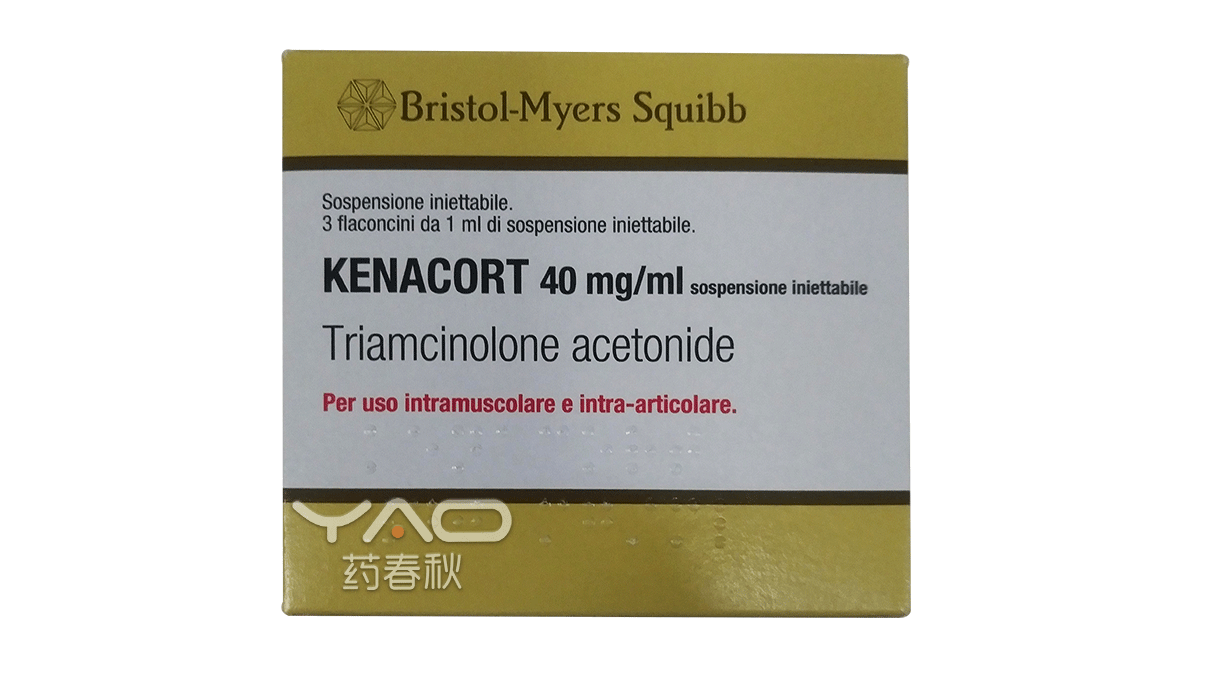 Bristol-Myers Squibb
Sospensione iniettabile.
3 flaconcini da 1 ml di sospensione iniettabile.
KENACORT 40 mg/ml sospensione iniettabile
Triamcinolone acetonide
Per uso intramuscolare e intra-articolare.
YAO
药春秋